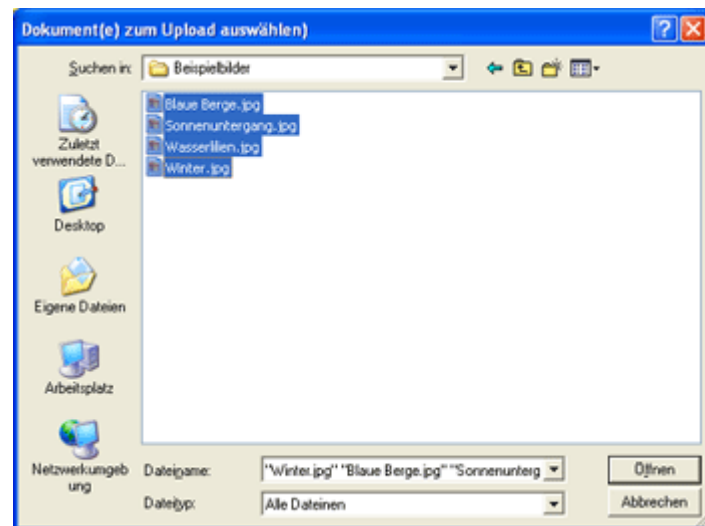 Dokument(e) zum Upload auswählen)
Suchen in:
Beispielbilder
Zuletzt
verwendete D...
Desktop
Eigene Dateien
Arbeitsplatz
Netzwerkumgeb
ung
Blaue Berge.jpg
Sonnenuntergang.jpg
Wasserlilien.jpg
Winter.jpg
Dateiname:
"Winter.jpg" "Blaue Berge.jpg" "Sonnenunterg
Öffnen
Dateityp:
Alle Dateinen
Abbrechen